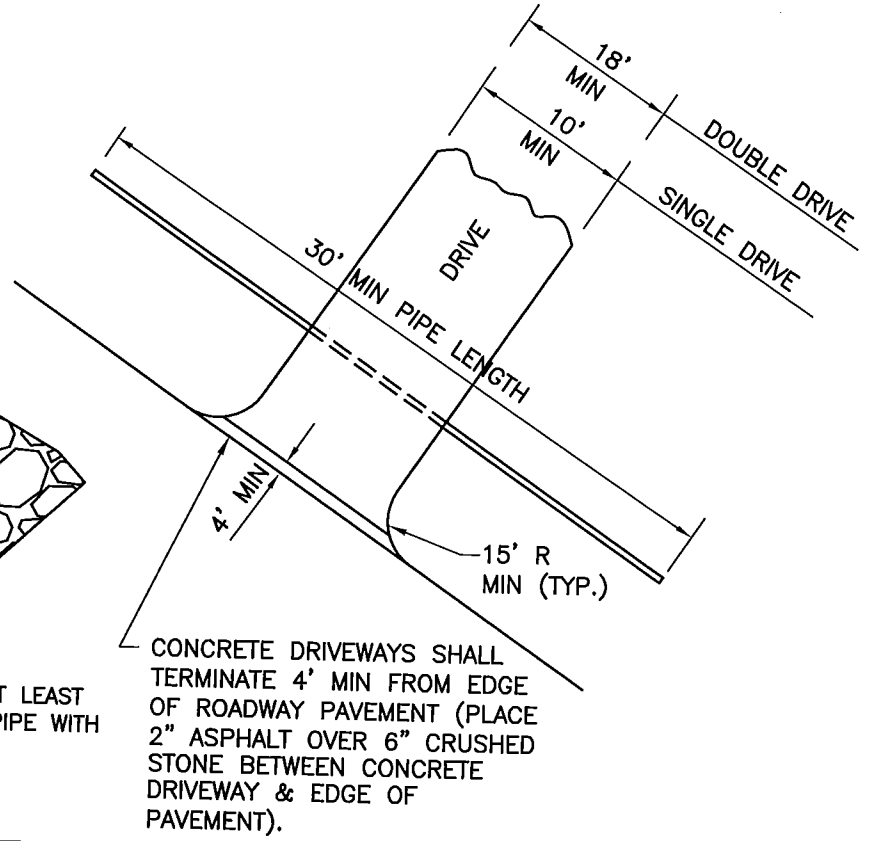 18'
MIN
DOUBLE DRIVE
10'
MIN
SINGLE DRIVE
DRIVE
30' MIN PIPE LENGTH
4' MIN
15' R
MIN (TYP.)
CONCRETE DRIVEWAYS SHALL
TERMINATE 4' MIN FROM EDGE
OF ROADWAY PAVEMENT (PLACE
2" ASPHALT OVER 6" CRUSHED
STONE BETWEEN CONCRETE
DRIVEWAY & EDGE OF
PAVEMENT).
LEAST
PIPE WITH